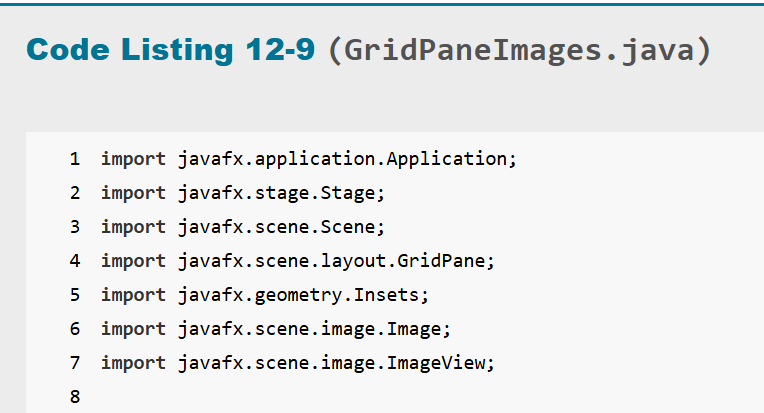 Code Listing 12-9 (GridPaneImages.java)
1 import javafx.application.Application;
2 import javafx.stage.Stage;
3 import javafx.scene.Scene;
4 import javafx.scene.layout.GridPane;
5 import javafx.geometry.Insets;
6 import javafx.scene.image.Image;
7 import javafx.scene.image.ImageView;
8